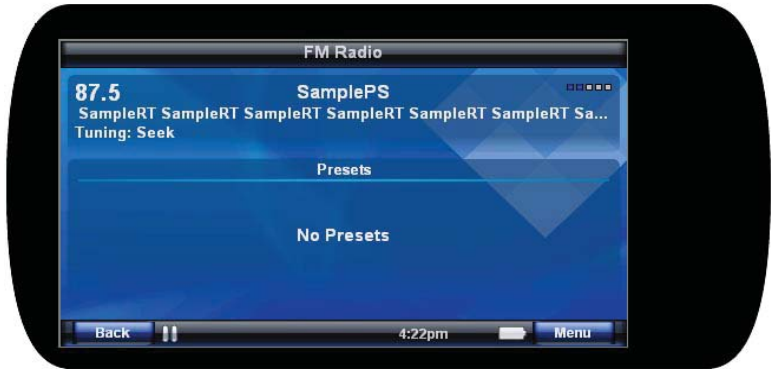 FM Radio
87.5 SamplePS
SampleRT SampleRT SampleRT SampleRT SampleRT SampleRT Sa...
Tuning: Seek
Presets
No Presets
Back 4:22pm Menu